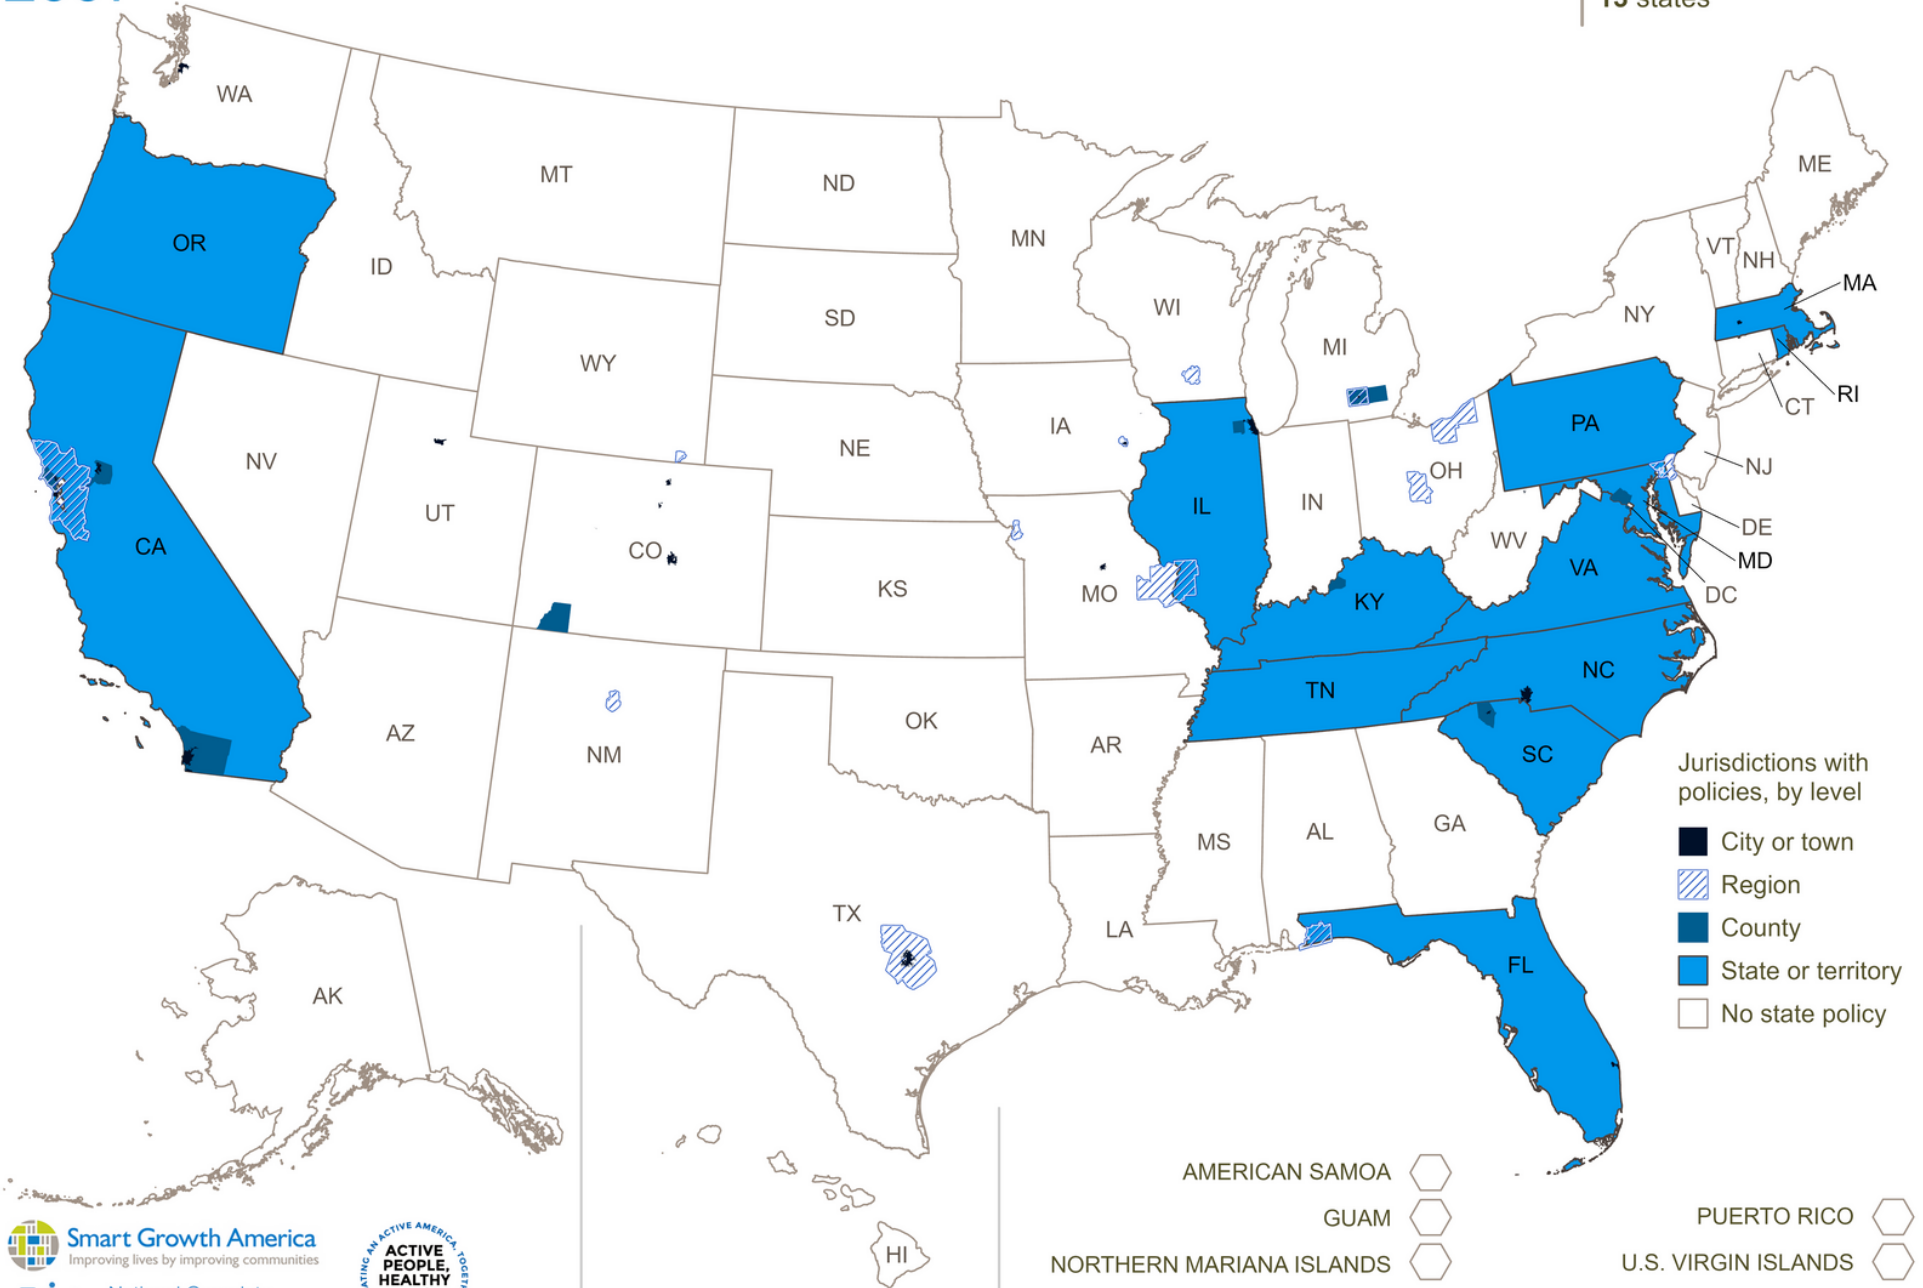 states
WA
MT
ND
MN
ME
OR
ID
SD
WI
MI
VT
NH
MA
NY
WY
IA
NE
PA
RI
CT
NV
UT
CO
IL
IN
OH
NJ
DE
CA
KS
MO
WV
VA
MD
DC
KY
AZ
NM
OK
AR
TN
NC
SC
MS
AL
GA
TX
LA
FL
AK
HI
Jurisdictions with
policies, by level
City or town
Region
County
State or territory
No state policy
AMERICAN SAMOA
GUAM
NORTHERN MARIANA ISLANDS
PUERTO RICO
U.S. VIRGIN ISLANDS
Smart Growth America
Improving lives by improving communities
ACTIVE AMERICA,
ACTIVE
PEOPLE,
HEALTHY